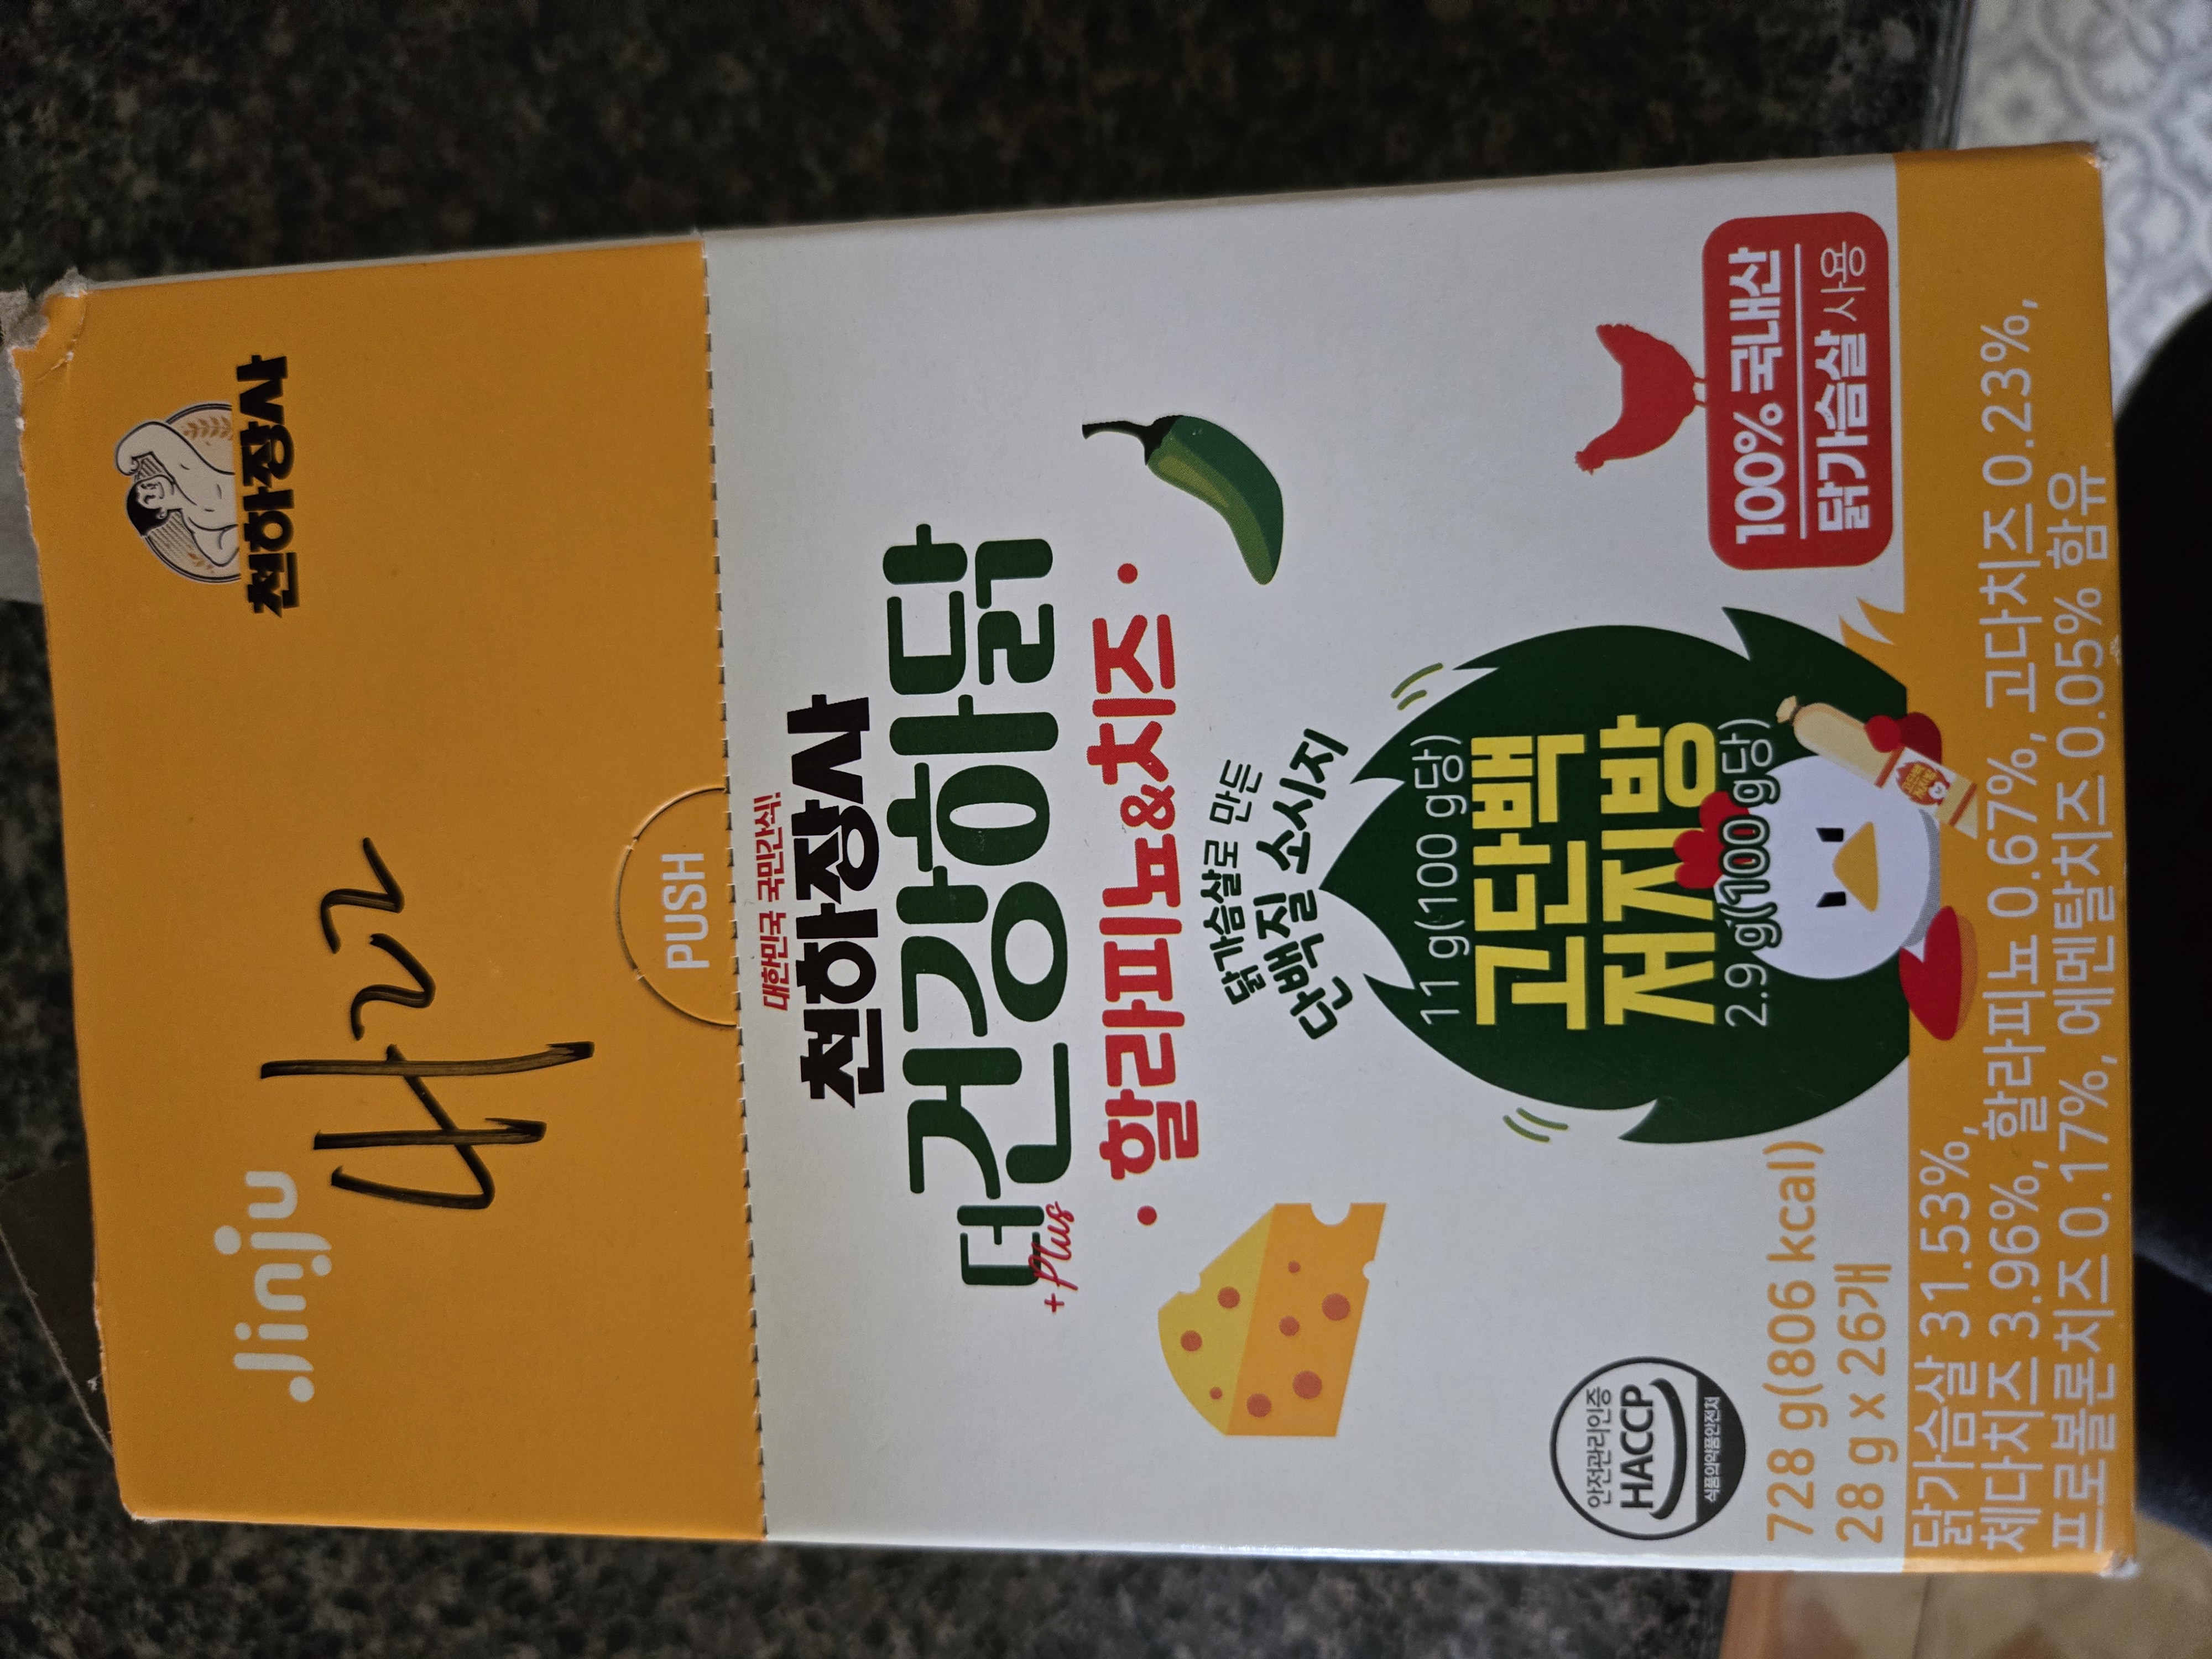 천하장사
Jinju
PUSH
대한민국 국민간식!
천하장사
더 건강한닭
+Plus
· 할라피뇨&치즈 ·
닭가슴살로 만든
단백질 소시지
11 g(100 g당)
고단백
저지방
2.9 g(100 g당)
100% 국내산
닭가슴살 사용
안전관리인증
HACCP
식품의약품안전처
728 g(806 kcal)
28 g x 26개
닭가슴살 31.53%,
체다치즈 3.96%, 할라피뇨 0.67%, 고다치즈 0.23%,
프로볼론치즈 0.17%, 에멘탈치즈 0.05% 함유